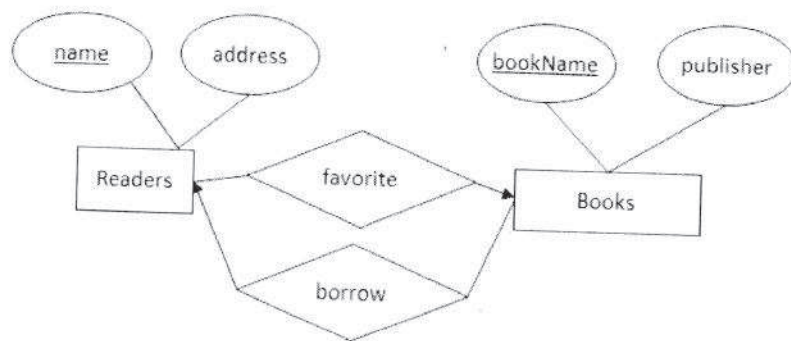 name
address
bookName
publisher
Readers
favorite
Books
borrow